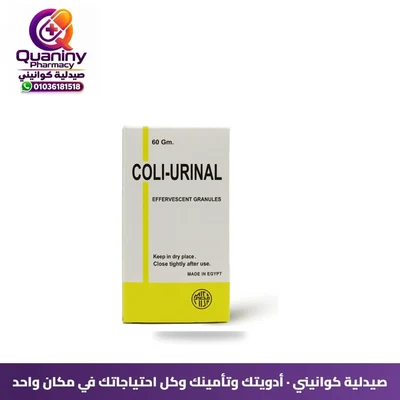 Quaniny
Pharmacy
صيدلية كوانيني
01036181518
60 Gm.
COLI-URINAL
EFFERVESCENT GRANULES
Keep in dry place.
Close tightly after use.
MADE IN EGYPT
صيدلية كوانيني · أدويتك وتأمينك وكل احتياجاتك في مكان واحد